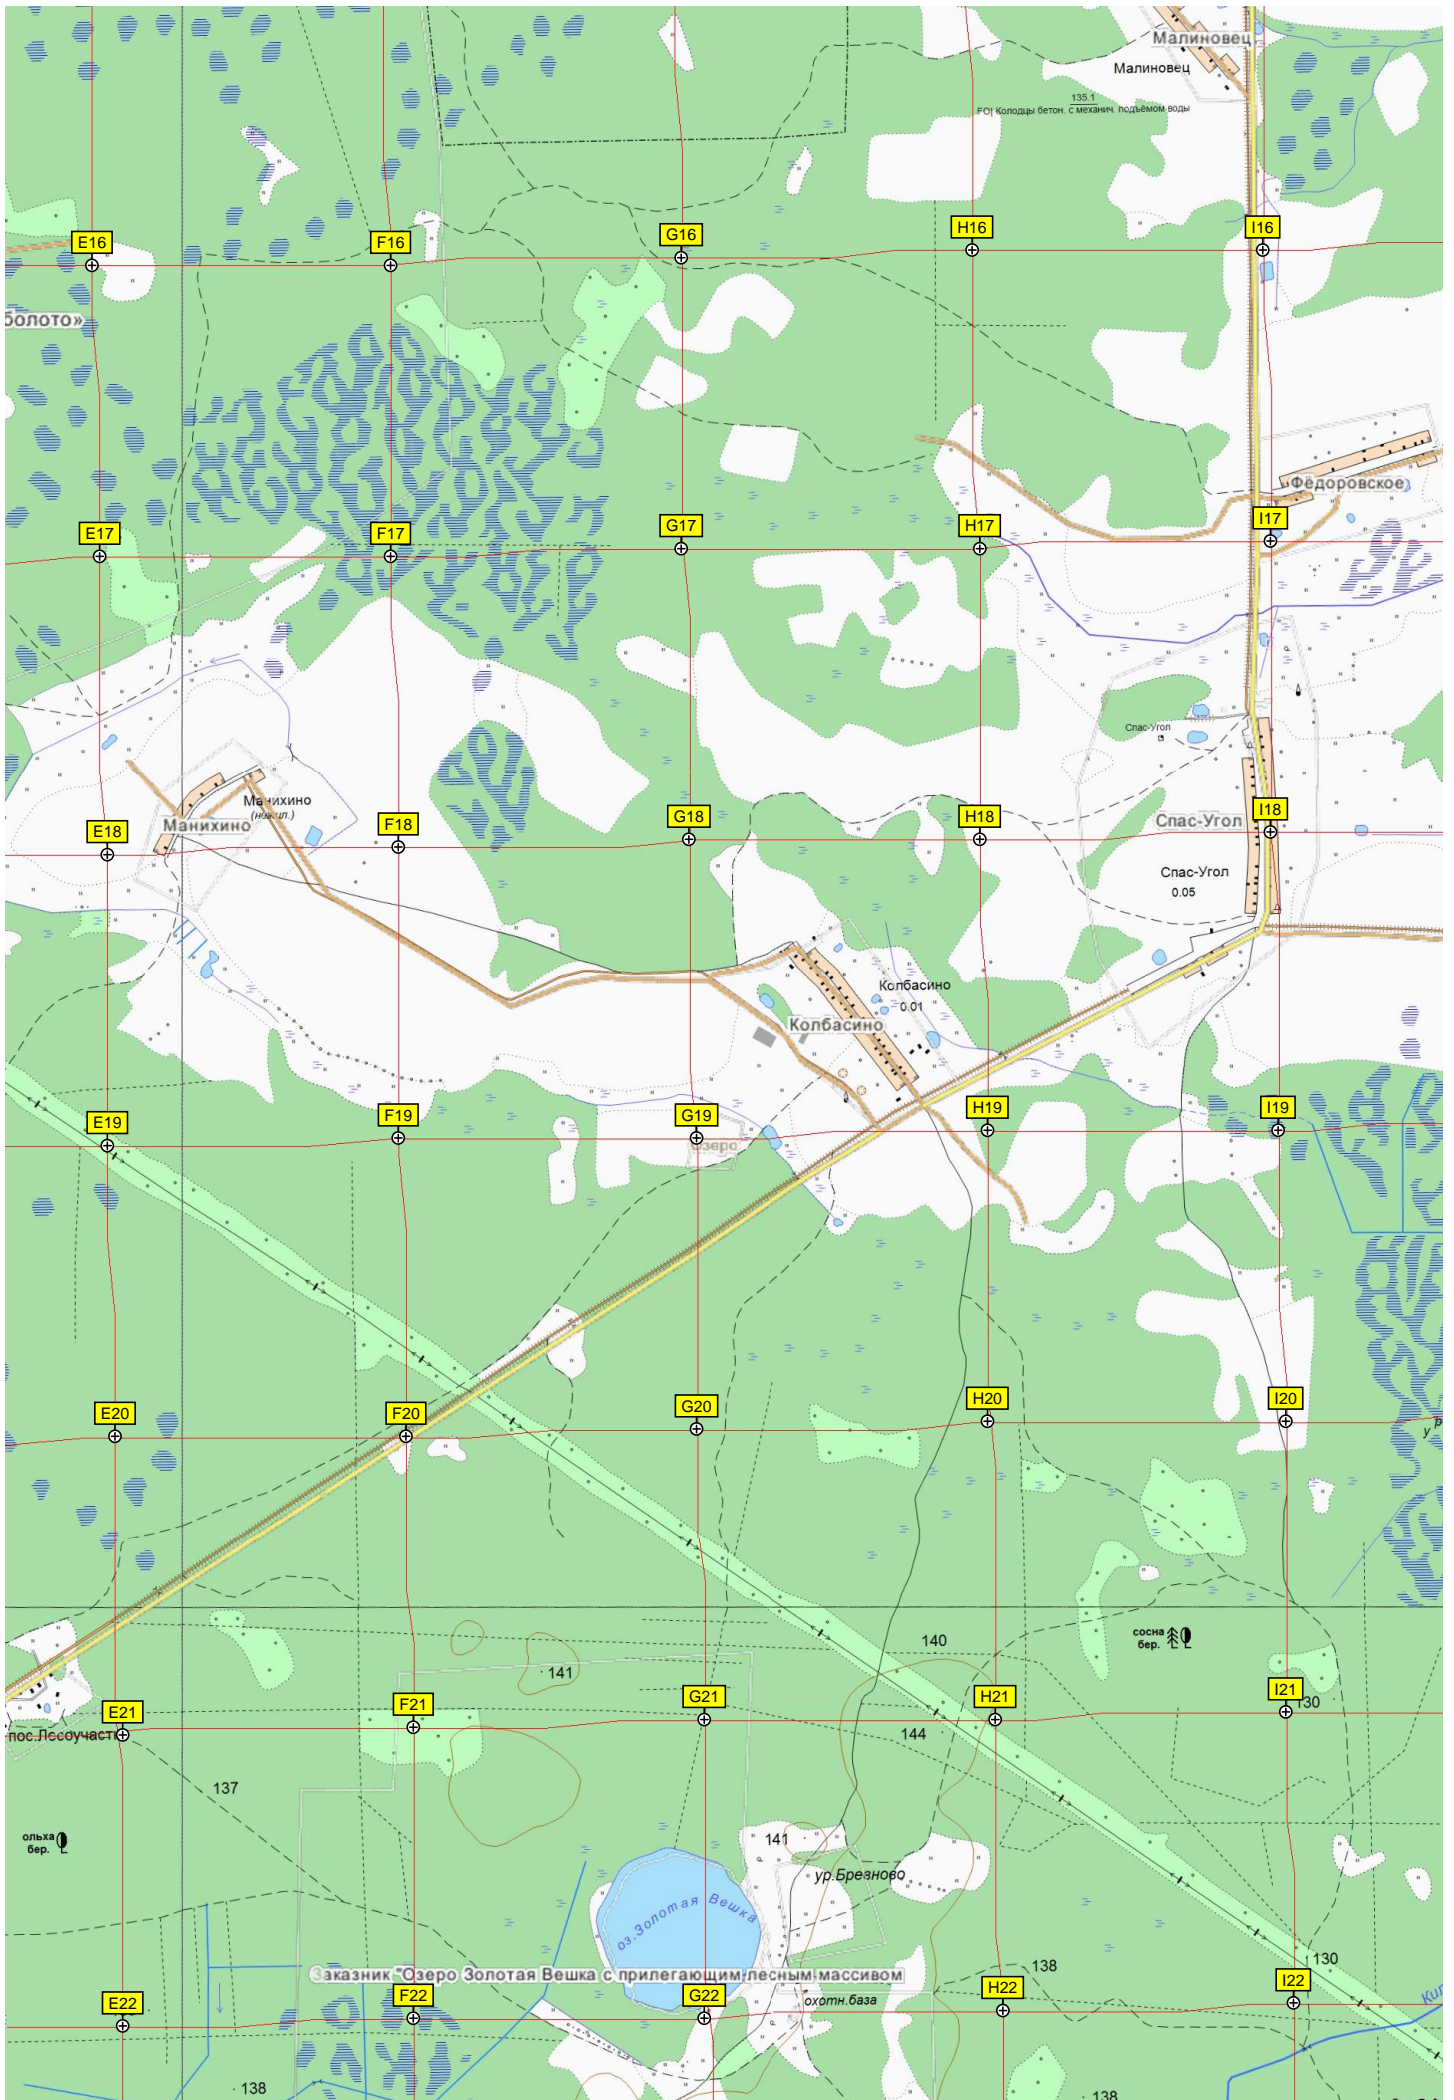 Малиновец
Малиновец
135.1
FO| Колодцы бетон. с механич. подъёмом воды
E16
F16
G16
H16
I16
болото»
Фёдоровское
E17
F17
G17
H17
I17
Спас-Угол
Манихино
(нежил.)
Манихино
E18
F18
G18
H18
I18
Спас-Угол
Спас-Угол
0.05
Колбасино
0.01
Колбасино
E19
F19
G19
H19
I19
Озеро
E20
F20
G20
H20
I20
сосна
бер.
140
141
E21
F21
G21
H21
I21
130
пос.Лесоучастк
144
137
ольха
бер.
141
ур.Брезново
оз.Золотая Вешка
Заказник "Озеро Золотая Вешка с прилегающим лесным массивом
138
130
E22
F22
G22
H22
I22
охотн.база
138
138